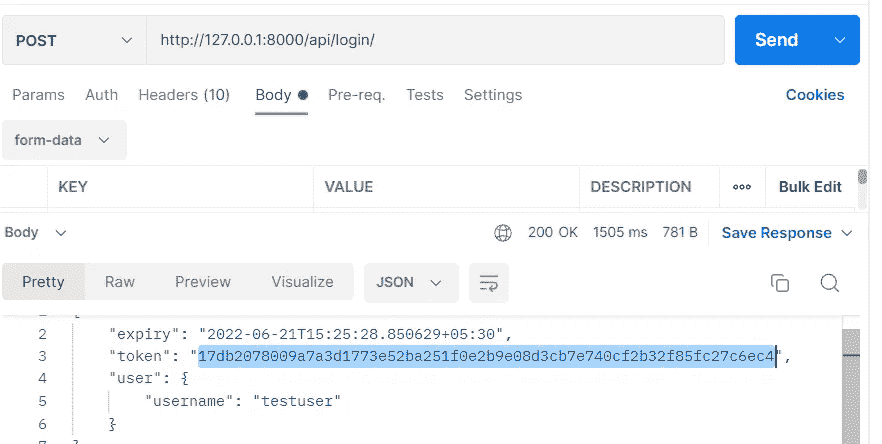 POST http://127.0.0.1:8000/api/login/ Send
Params Auth Headers (10) Body Pre-req. Tests Settings Cookies
form-data
KEY VALUE DESCRIPTION ooo Bulk Edit
Body 200 OK 1505 ms 781 B Save Response
Pretty Raw Preview Visualize JSON
2 "expiry": "2022-06-21T15:25:28.850629+05:30",
3 "token": "17db2078009a7a3d1773e52ba251f0e2b9e08d3cb7e740cf2b32f85fc27c6ec4",
4 "user": {
5 "username": "testuser"
6 }